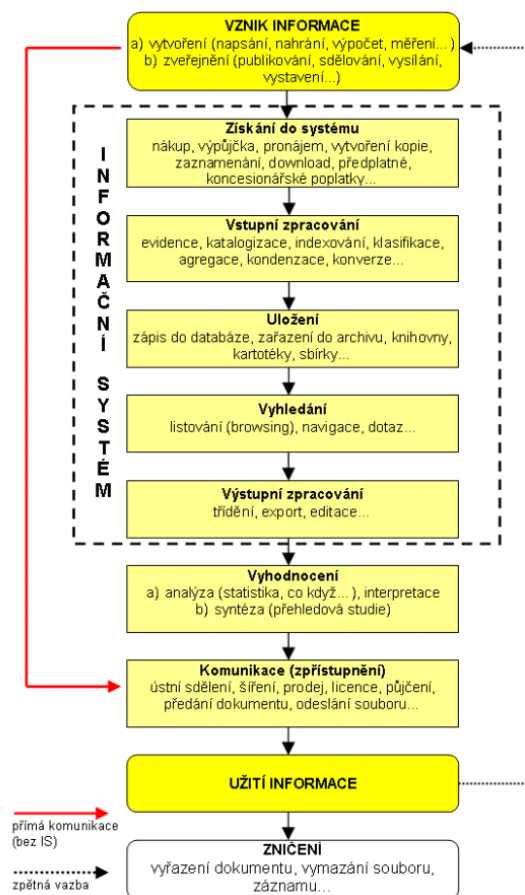 VZNIK INFORMACE
a) vytvoření (napsání, nahrání, výpočet, měření...)
b) zveřejnění (publikování, sdělování, vysílání,
vystavení...)
INFORMAČNÍ SYSTÉM
Získání do systému
nákup, výpůjčka, pronájem, vytvoření kopie,
zaznamenání, download, předplatné,
koncesionářské poplatky...
Vstupní zpracování
evidence, katalogizace, indexování, klasifikace,
agregace, kondenzace, konverze...
Uložení
zápis do databáze, zařazení do archivu, knihovny,
kartotéky, sbírky...
Vyhledání
listování (browsing), navigace, dotaz...
Výstupní zpracování
třídění, export, editace...
Vyhodnocení
a) analýza (statistika, co když...), interpretace
b) syntéza (přehledová studie)
Komunikace (zpřístupnění)
ústní sdělení, šíření, prodej, licence, půjčení,
předání dokumentu, odeslání souboru...
UŽITÍ INFORMACE
přímá komunikace
(bez IS)
ZNIČENÍ
vyřazení dokumentu, vymazání souboru,
záznamu...
zpětná vazba